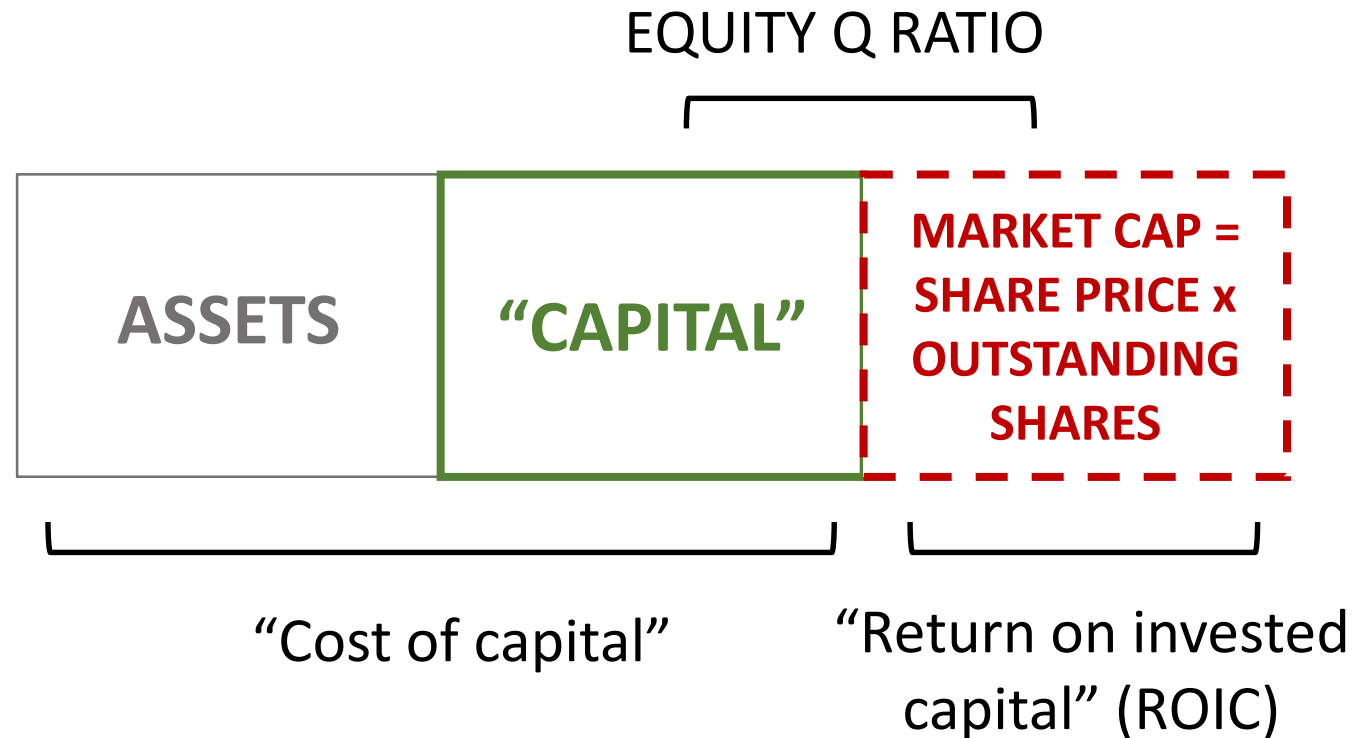 EQUITY Q RATIO
ASSETS
“CAPITAL”
MARKET CAP =
SHARE PRICE x
OUTSTANDING
SHARES
“Cost of capital”
“Return on invested
capital” (ROIC)